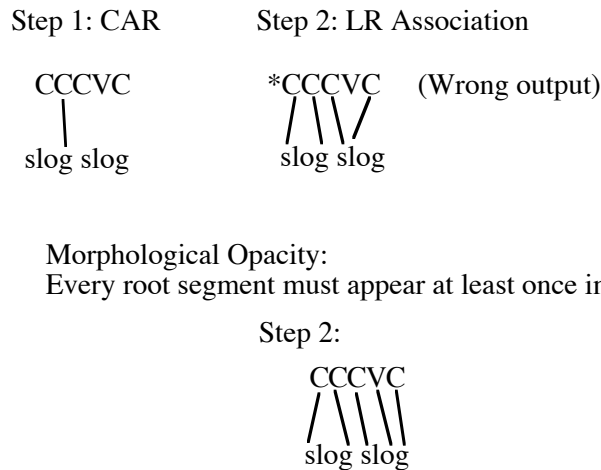 Step 1: CAR Step 2: LR Association
CCCVC *CCCVC (Wrong output)
slog slog slog slog
Morphological Opacity:
Every root segment must appear at least once in
Step 2:
CCCVC
slog slog